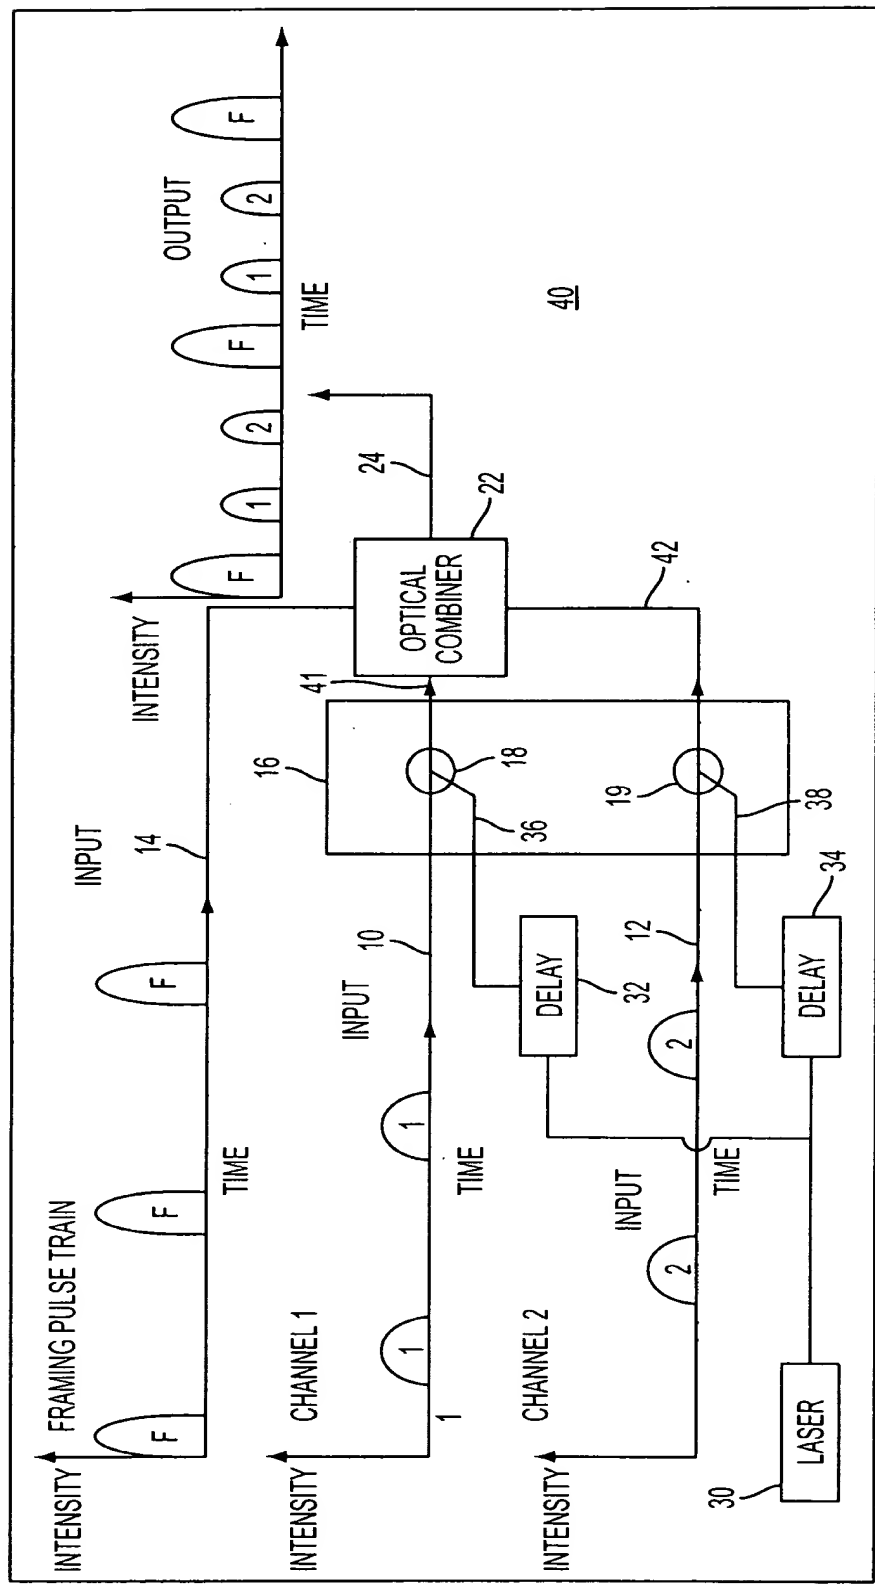 FRAMING PULSE TRAIN
INTENSITY
F
F
F
TIME
INPUT
14
INTENSITY
F
1
2
F
1
2
F
OUTPUT
TIME
CHANNEL 1
INTENSITY
1
1
1
TIME
INPUT
10
16
18
36
41
OPTICAL
COMBINER
22
24
40
DELAY
32
CHANNEL 2
INTENSITY
2
2
INPUT
TIME
12
19
38
42
LASER
30
DELAY
34